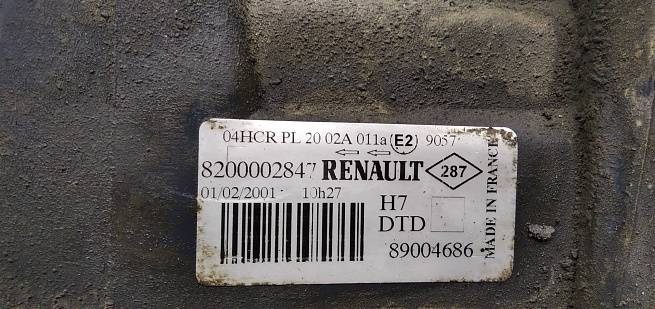 04HCR PL 20 02A 011a E2 9057
8200002847 RENAULT 287
01/02/2001 10h27
H7
DTD
89004686
MADE IN FRANCE